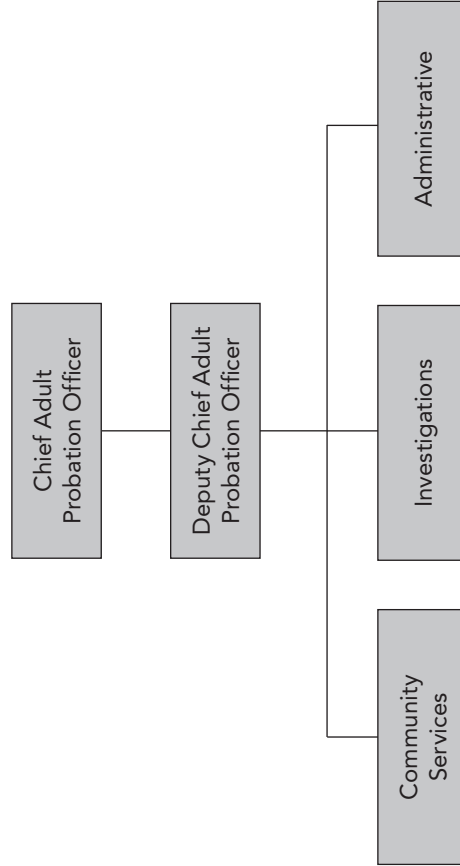 Chief Adult
Probation Officer
Deputy Chief Adult
Probation Officer
Community
Services
Investigations
Administrative